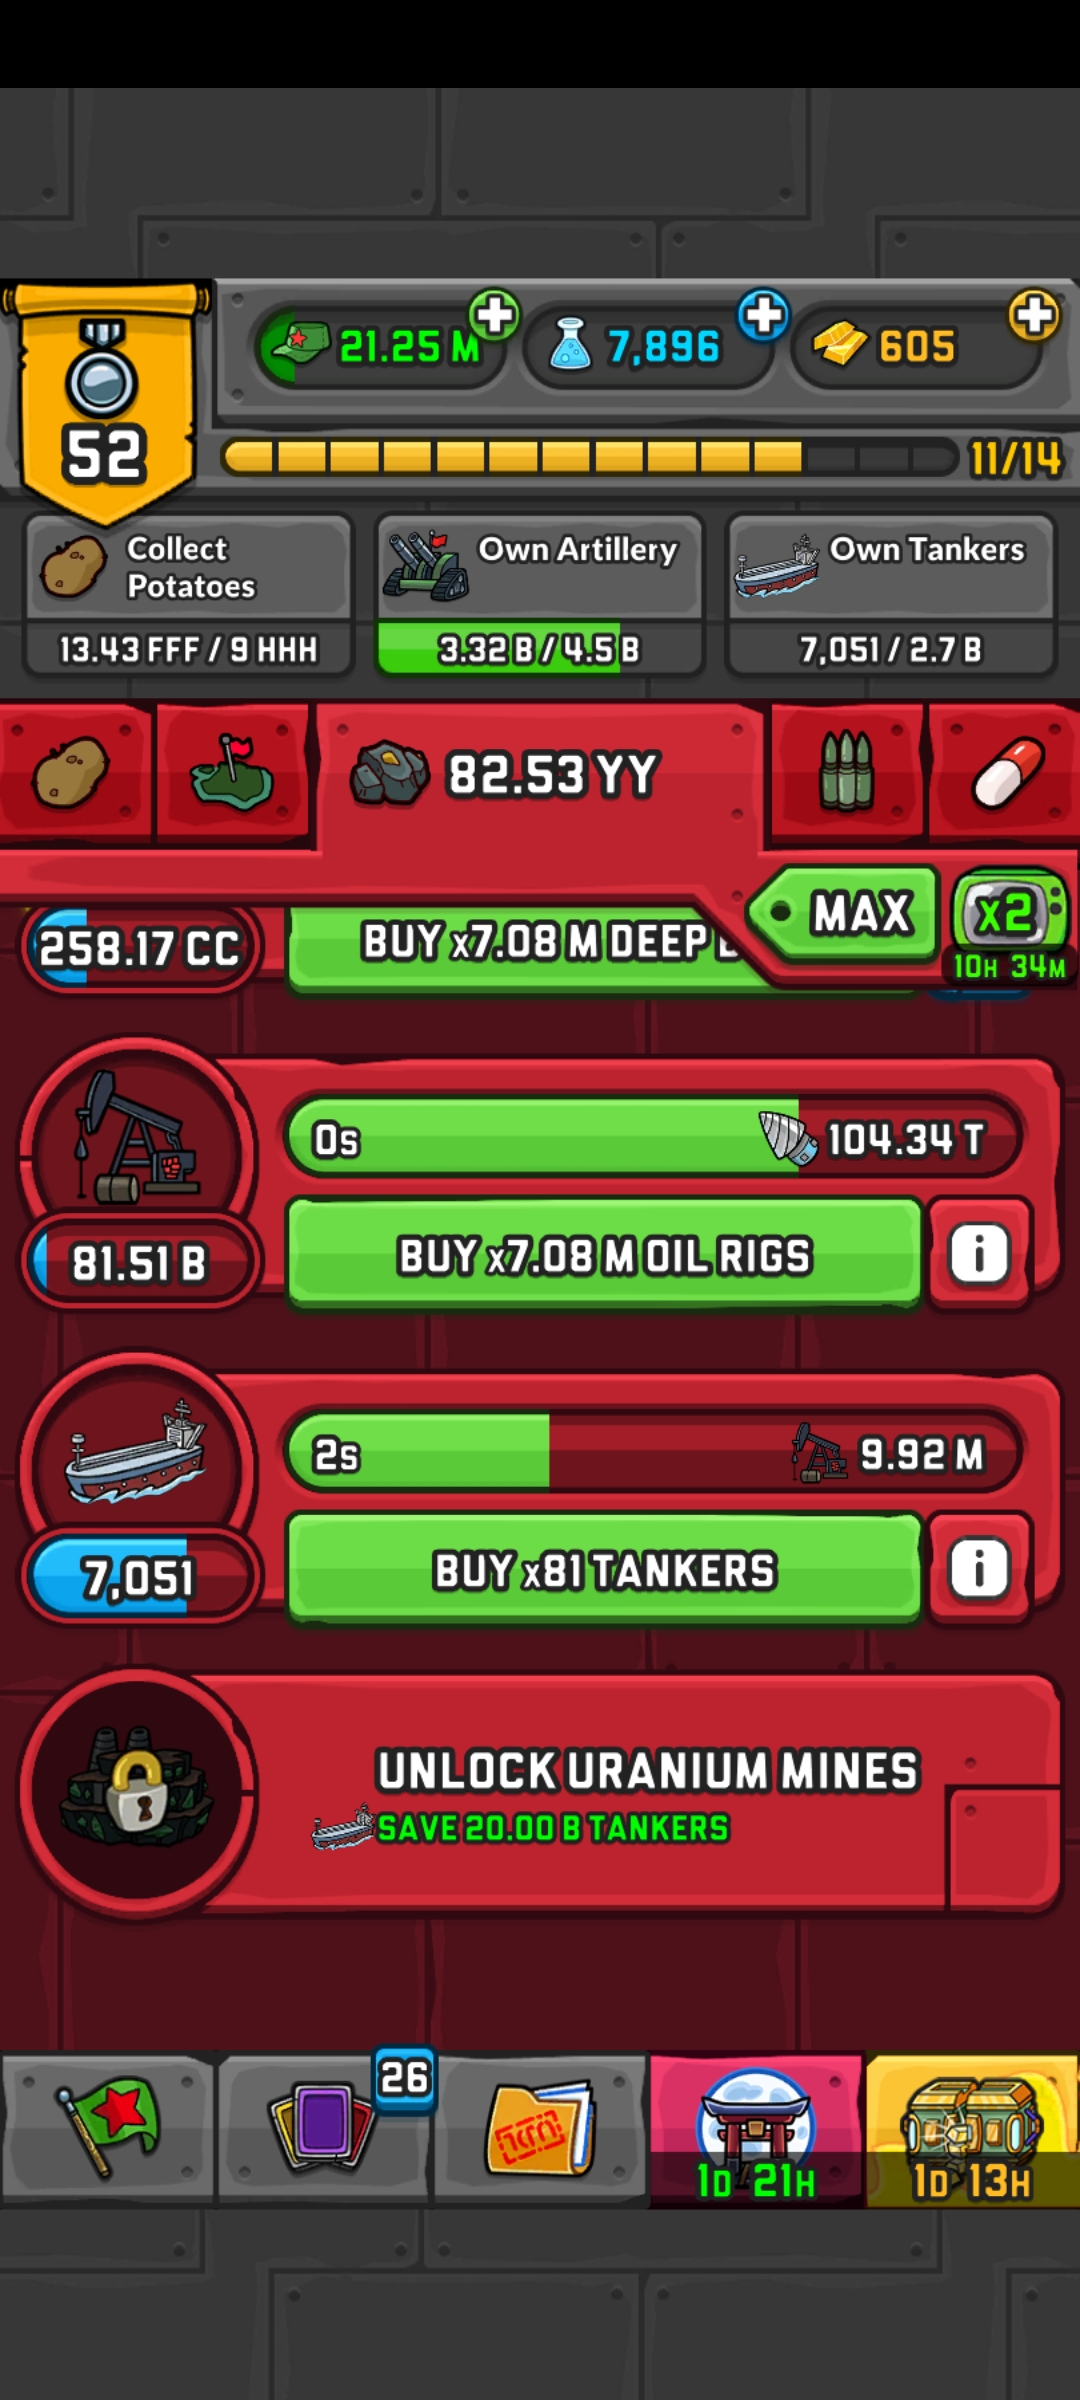 21.25 M
7,896
605
52
11/14
Collect
Potatoes
13.43 FFF / 9 HHH
Own Artillery
3.32 B / 4.5 B
Own Tankers
7,051 / 2.7 B
82.53 YY
MAX
x2
10H 34M
258.17 CC
BUY x7.08 M DEEP
0s
104.34 T
81.51 B
BUY x7.08 M OIL RIGS
i
2s
9.92 M
7,051
BUY x81 TANKERS
i
UNLOCK URANIUM MINES
SAVE 20.00 B TANKERS
26
1D 21H
1D 13H